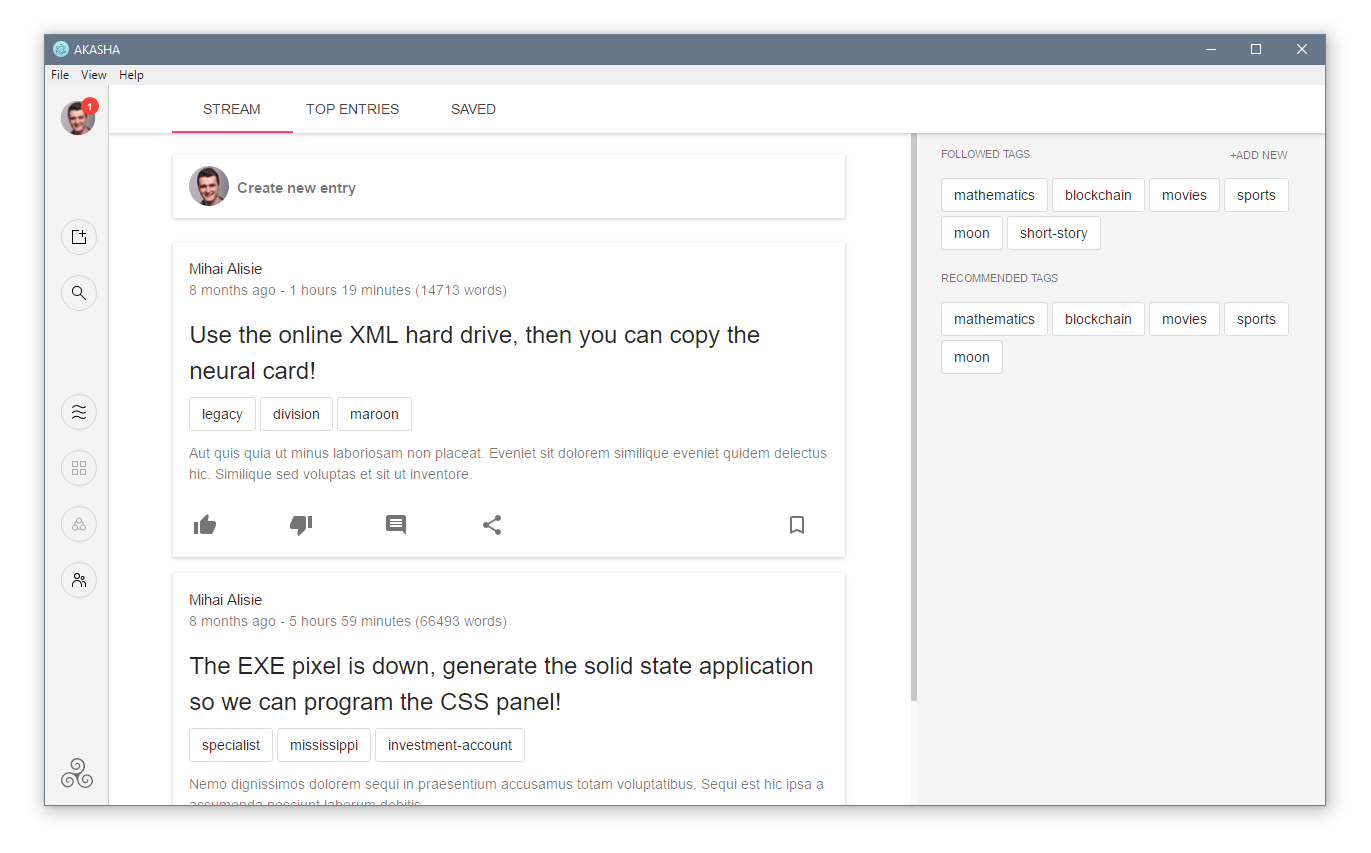 AKASHA
File View Help
1
STREAM TOP ENTRIES SAVED
Create new entry
Mihai Alisie
8 months ago - 1 hours 19 minutes (14713 words)
Use the online XML hard drive, then you can copy the
neural card!
legacy division maroon
Aut quis quia ut minus laboriosam non placeat. Eveniet sit dolorem similique eveniet quidem delectus
hic. Similique sed voluptas et sit ut inventore.
Mihai Alisie
8 months ago - 5 hours 59 minutes (66493 words)
The EXE pixel is down, generate the solid state application
so we can program the CSS panel!
specialist mississippi investment-account
Nemo dignissimos dolorem sequi in praesentium accusamus totam voluptatibus. Sequi est hic ipsa a
assumenda nesciunt laborum debitis.
FOLLOWED TAGS +ADD NEW
mathematics blockchain movies sports
moon short-story
RECOMMENDED TAGS
mathematics blockchain movies sports
moon